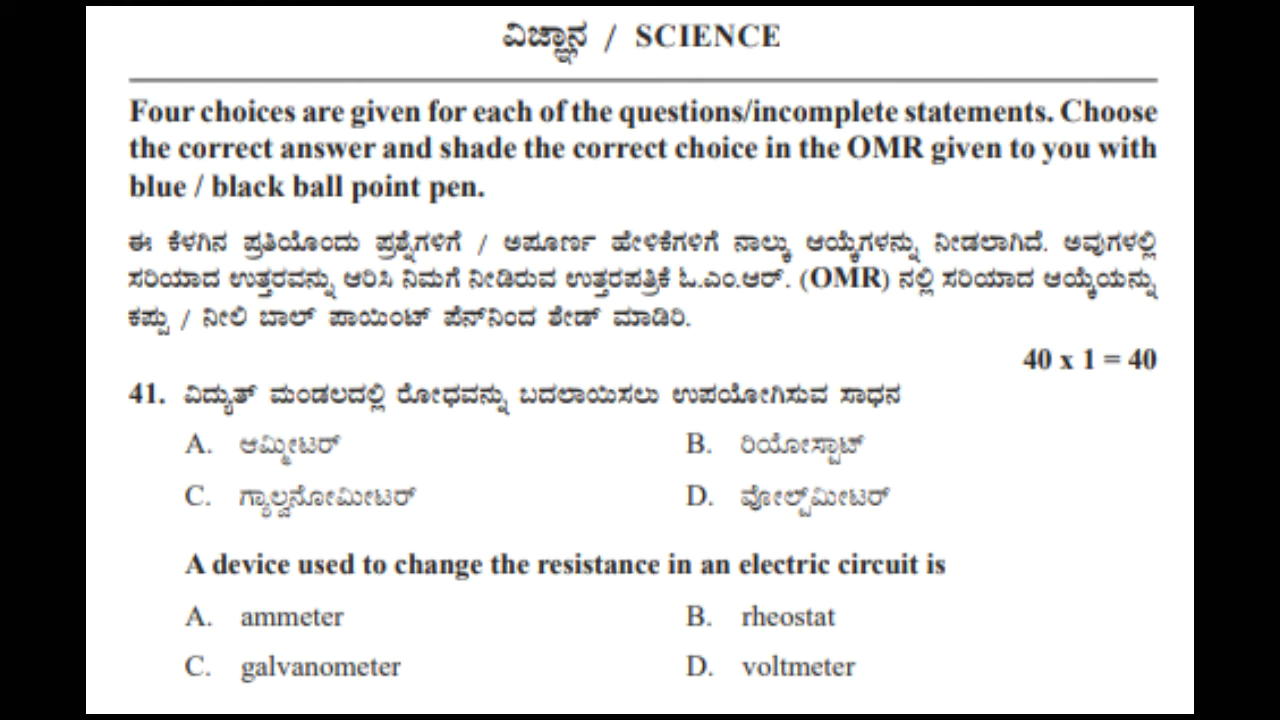 ವಿಜ್ಞಾನ / SCIENCE
Four choices are given for each of the questions/incomplete statements. Choose
the correct answer and shade the correct choice in the OMR given to you with
blue / black ball point pen.
ಈ ಕೆಳಗಿನ ಪ್ರತಿಯೊಂದು ಪ್ರಶ್ನೆಗಳಿಗೆ / ಅಪೂರ್ಣ ಹೇಳಿಕೆಗಳಿಗೆ ನಾಲ್ಕು ಆಯ್ಕೆಗಳನ್ನು ನೀಡಲಾಗಿದೆ. ಅವುಗಳಲ್ಲಿ
ಸರಿಯಾದ ಉತ್ತರವನ್ನು ಆರಿಸಿ ನಿಮಗೆ ನೀಡಿರುವ ಉತ್ತರಪತ್ರಿಕೆ ಓ.ಎಂ.ಆರ್. (OMR) ನಲ್ಲಿ ಸರಿಯಾದ ಆಯ್ಕೆಯನ್ನು
ಕಪ್ಪು / ನೀಲಿ ಬಾಲ್ ಪಾಯಿಂಟ್ ಪೆನ್‌ನಿಂದ ಶೇಡ್ ಮಾಡಿರಿ.
40 x 1 = 40
41. ವಿದ್ಯುತ್ ಮಂಡಲದಲ್ಲಿ ರೋಧವನ್ನು ಬದಲಾಯಿಸಲು ಉಪಯೋಗಿಸುವ ಸಾಧನ
A. ಆಮ್ಮೀಟರ್ B. ರಿಯೋಸ್ಟಾಟ್
C. ಗ್ಯಾಲ್ವನೋಮೀಟರ್ D. ವೋಲ್ಟ್‌ಮೀಟರ್
A device used to change the resistance in an electric circuit is
A. ammeter B. rheostat
C. galvanometer D. voltmeter